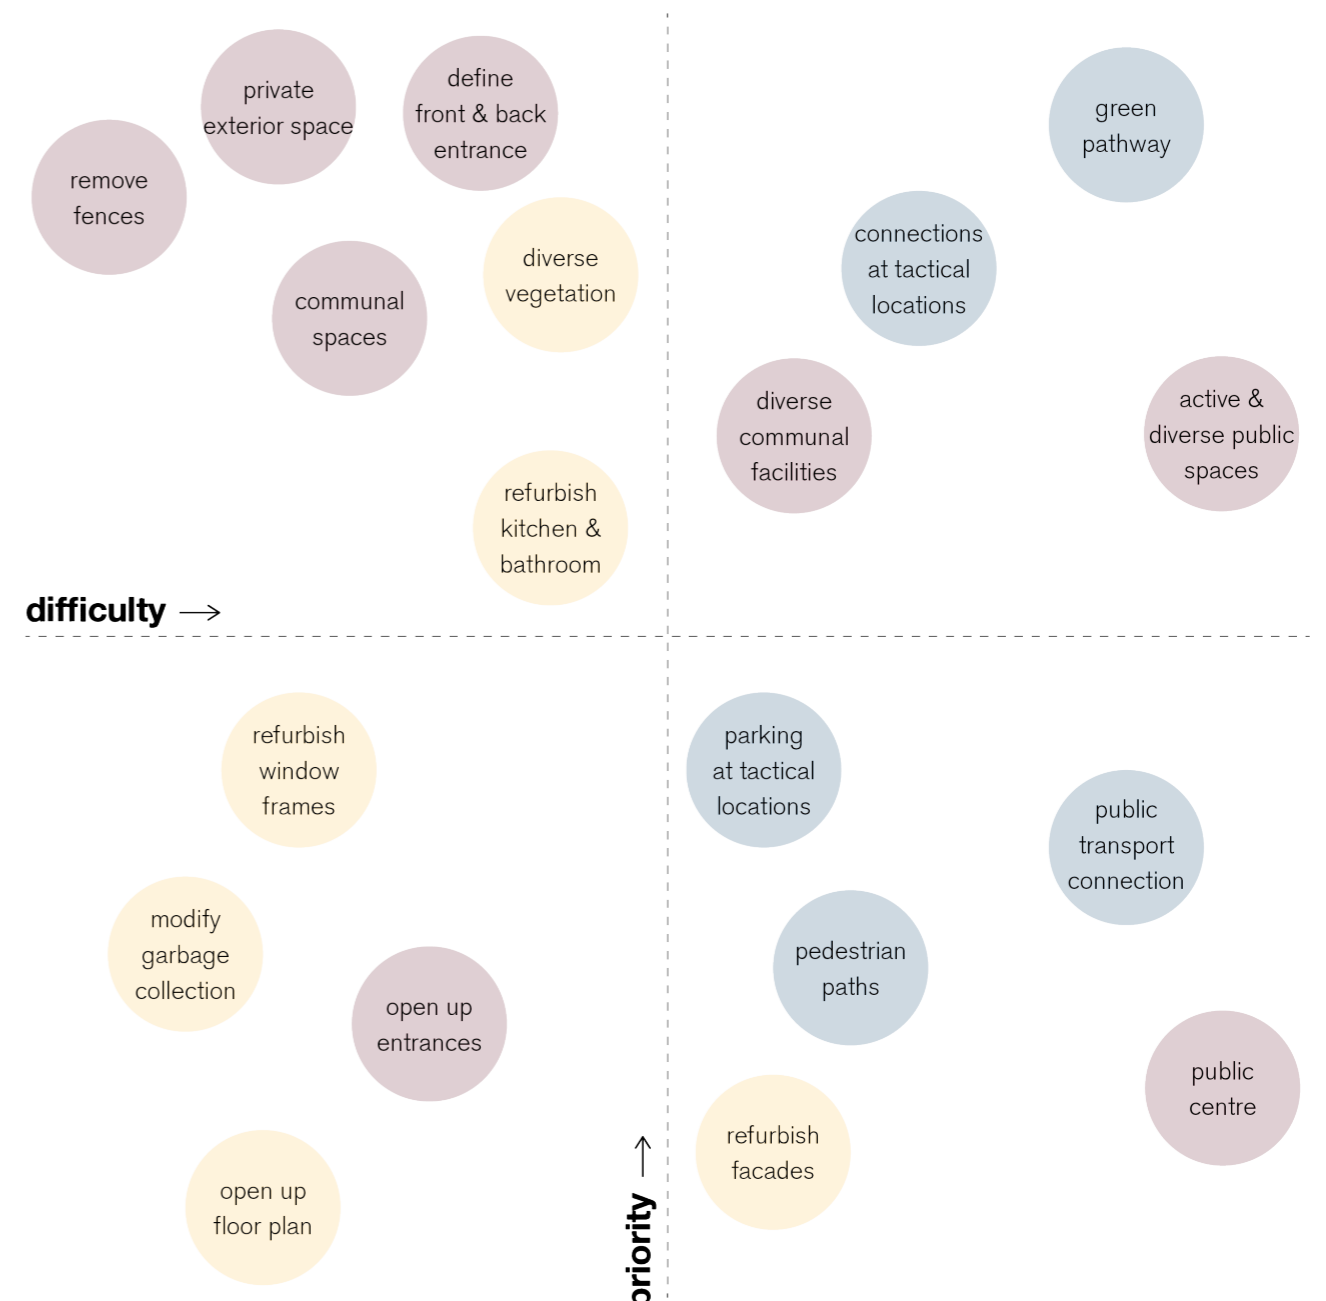 private
exterior space
define
front & back
entrance
remove
fences
diverse
vegetation
communal
spaces
refurbish
kitchen &
bathroom
green
pathway
connections
at tactical
locations
diverse
communal
facilities
active &
diverse public
spaces
difficulty →
refurbish
window
frames
modify
garbage
collection
open up
entrances
open up
floor plan
parking
at tactical
locations
public
transport
connection
pedestrian
paths
public
centre
refurbish
facades
priority →